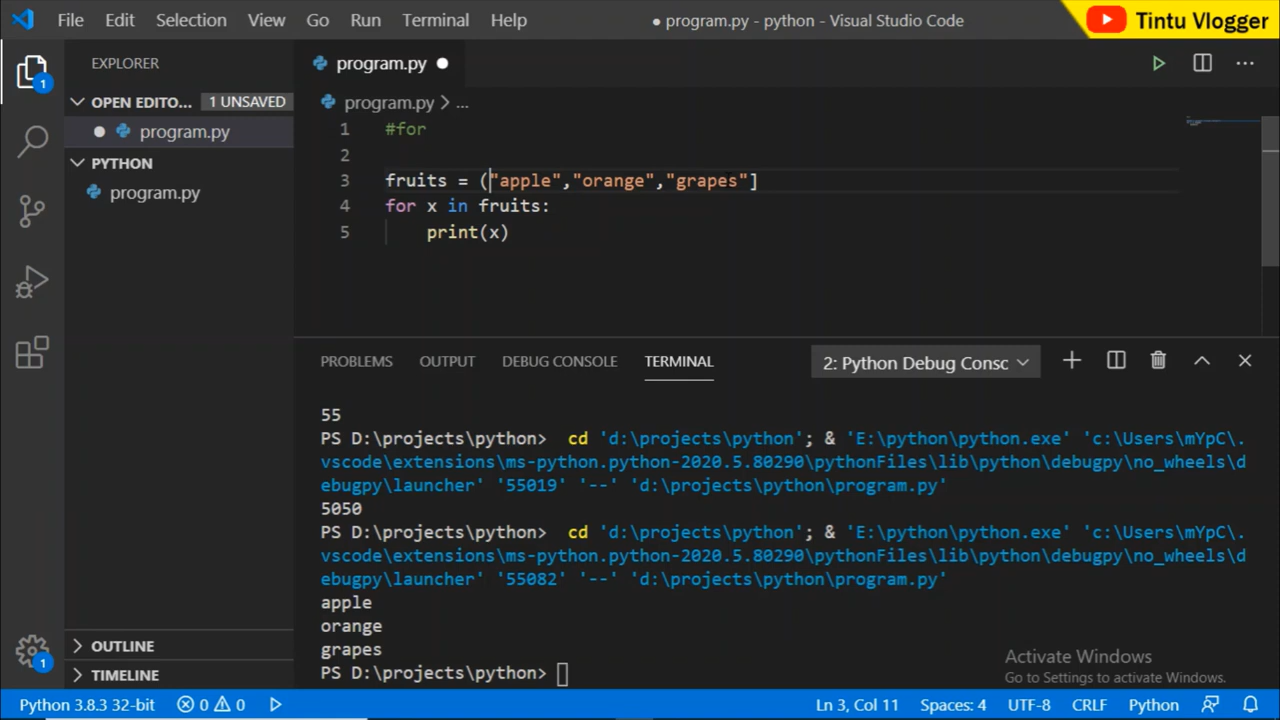 File Edit Selection View Go Run Terminal Help ● program.py - python - Visual Studio Code
Tintu Vlogger
EXPLORER
OPEN EDITO... 1 UNSAVED
program.py
PYTHON
program.py
1
1
OUTLINE
TIMELINE
program.py
program.py > ...
1 #for
2
3 fruits = ("apple","orange","grapes"]
4 for x in fruits:
5 print(x)
PROBLEMS OUTPUT DEBUG CONSOLE TERMINAL 2: Python Debug Consc
55
PS D:\projects\python> cd 'd:\projects\python'; & 'E:\python\python.exe' 'c:\Users\mYpC\.
vscode\extensions\ms-python.python-2020.5.80290\pythonFiles\lib\python\debugpy\no_wheels\d
ebugpy\launcher' '55019' '--' 'd:\projects\python\program.py'
5050
PS D:\projects\python> cd 'd:\projects\python'; & 'E:\python\python.exe' 'c:\Users\mYpC\.
vscode\extensions\ms-python.python-2020.5.80290\pythonFiles\lib\python\debugpy\no_wheels\d
ebugpy\launcher' '55082' '--' 'd:\projects\python\program.py'
apple
orange
grapes
PS D:\projects\python>
Activate Windows
Go to Settings to activate Windows.
Python 3.8.3 32-bit 0 0 Ln 3, Col 11 Spaces: 4 UTF-8 CRLF Python